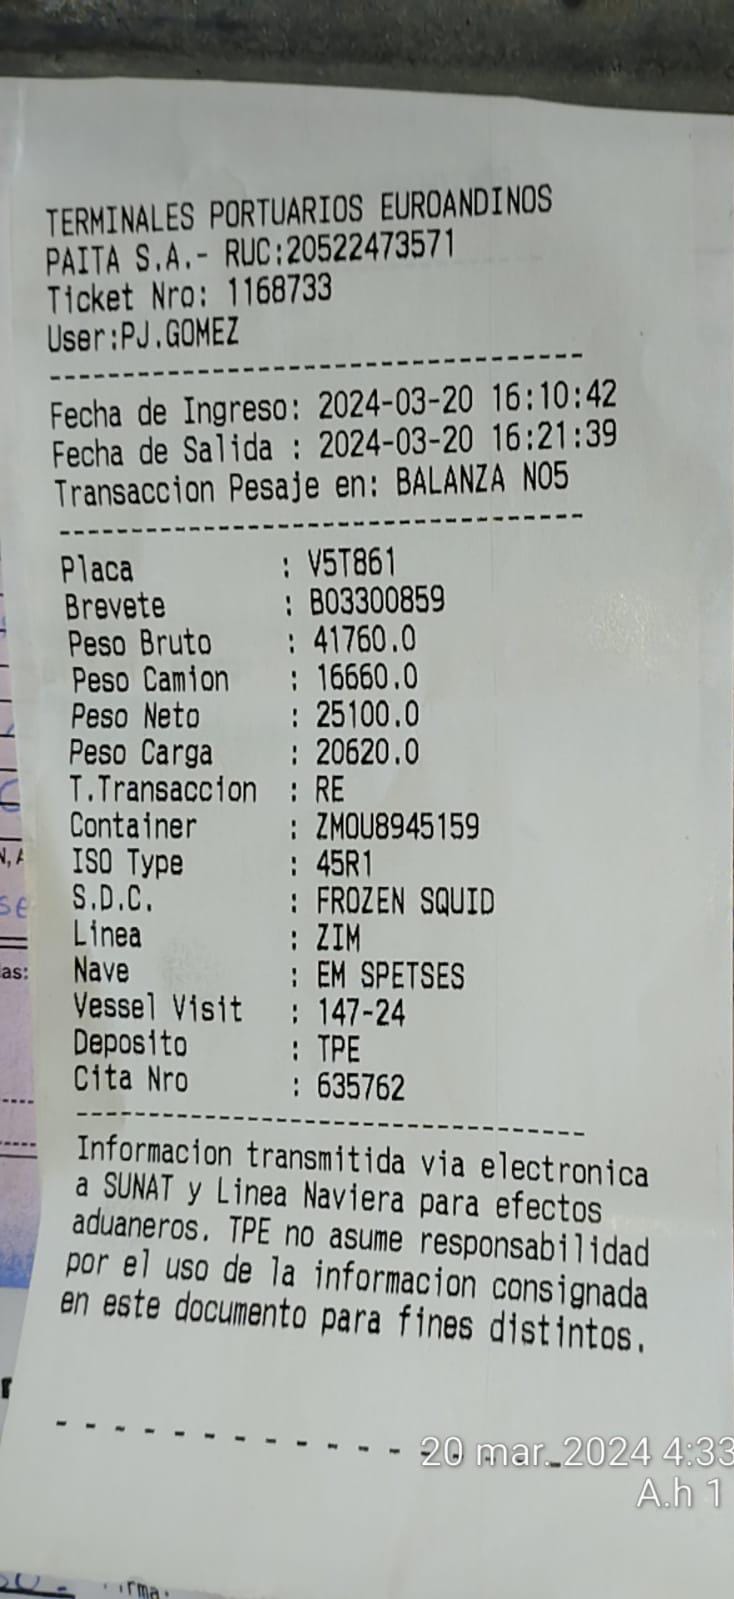 TERMINALES PORTUARIOS EUROANDINOS
PAITA S.A.- RUC:20522473571
Ticket Nro: 1168733
User:PJ.GOMEZ
-----------------------------------
Fecha de Ingreso: 2024-03-20 16:10:42
Fecha de Salida : 2024-03-20 16:21:39
Transaccion Pesaje en: BALANZA NO5
-----------------------------------
Placa : V5T861
Brevete : B03300859
Peso Bruto : 41760.0
Peso Camion : 16660.0
Peso Neto : 25100.0
Peso Carga : 20620.0
T.Transaccion : RE
Container : ZMOU8945159
ISO Type : 45R1
S.D.C. : FROZEN SQUID
Linea : ZIM
Nave : EM SPETSES
Vessel Visit : 147-24
Deposito : TPE
Cita Nro : 635762
-----------------------------------
Informacion transmitida via electronica
a SUNAT y Linea Naviera para efectos
aduaneros. TPE no asume responsabilidad
por el uso de la informacion consignada
en este documento para fines distintos.
- - - - - - - - - - - - - - - - - -
20 mar. 2024 4:33
A.h 1
as: